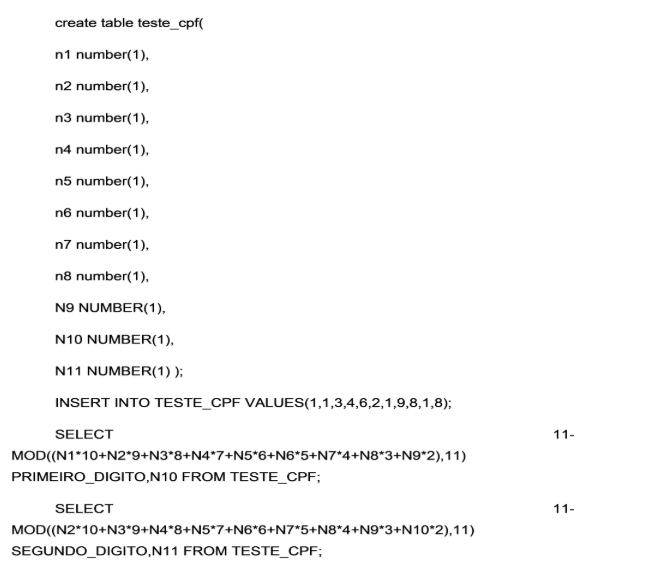 create table teste_cpf(
n1 number(1),
n2 number(1),
n3 number(1),
n4 number(1),
n5 number(1),
n6 number(1),
n7 number(1),
n8 number(1),
N9 NUMBER(1),
N10 NUMBER(1),
N11 NUMBER(1) );
INSERT INTO TESTE_CPF VALUES(1,1,3,4,6,2,1,9,8,1,8);
SELECT 11-
MOD((N1*10+N2*9+N3*8+N4*7+N5*6+N6*5+N7*4+N8*3+N9*2),11)
PRIMEIRO_DIGITO,N10 FROM TESTE_CPF;
SELECT 11-
MOD((N2*10+N3*9+N4*8+N5*7+N6*6+N7*5+N8*4+N9*3+N10*2),11)
SEGUNDO_DIGITO,N11 FROM TESTE_CPF;